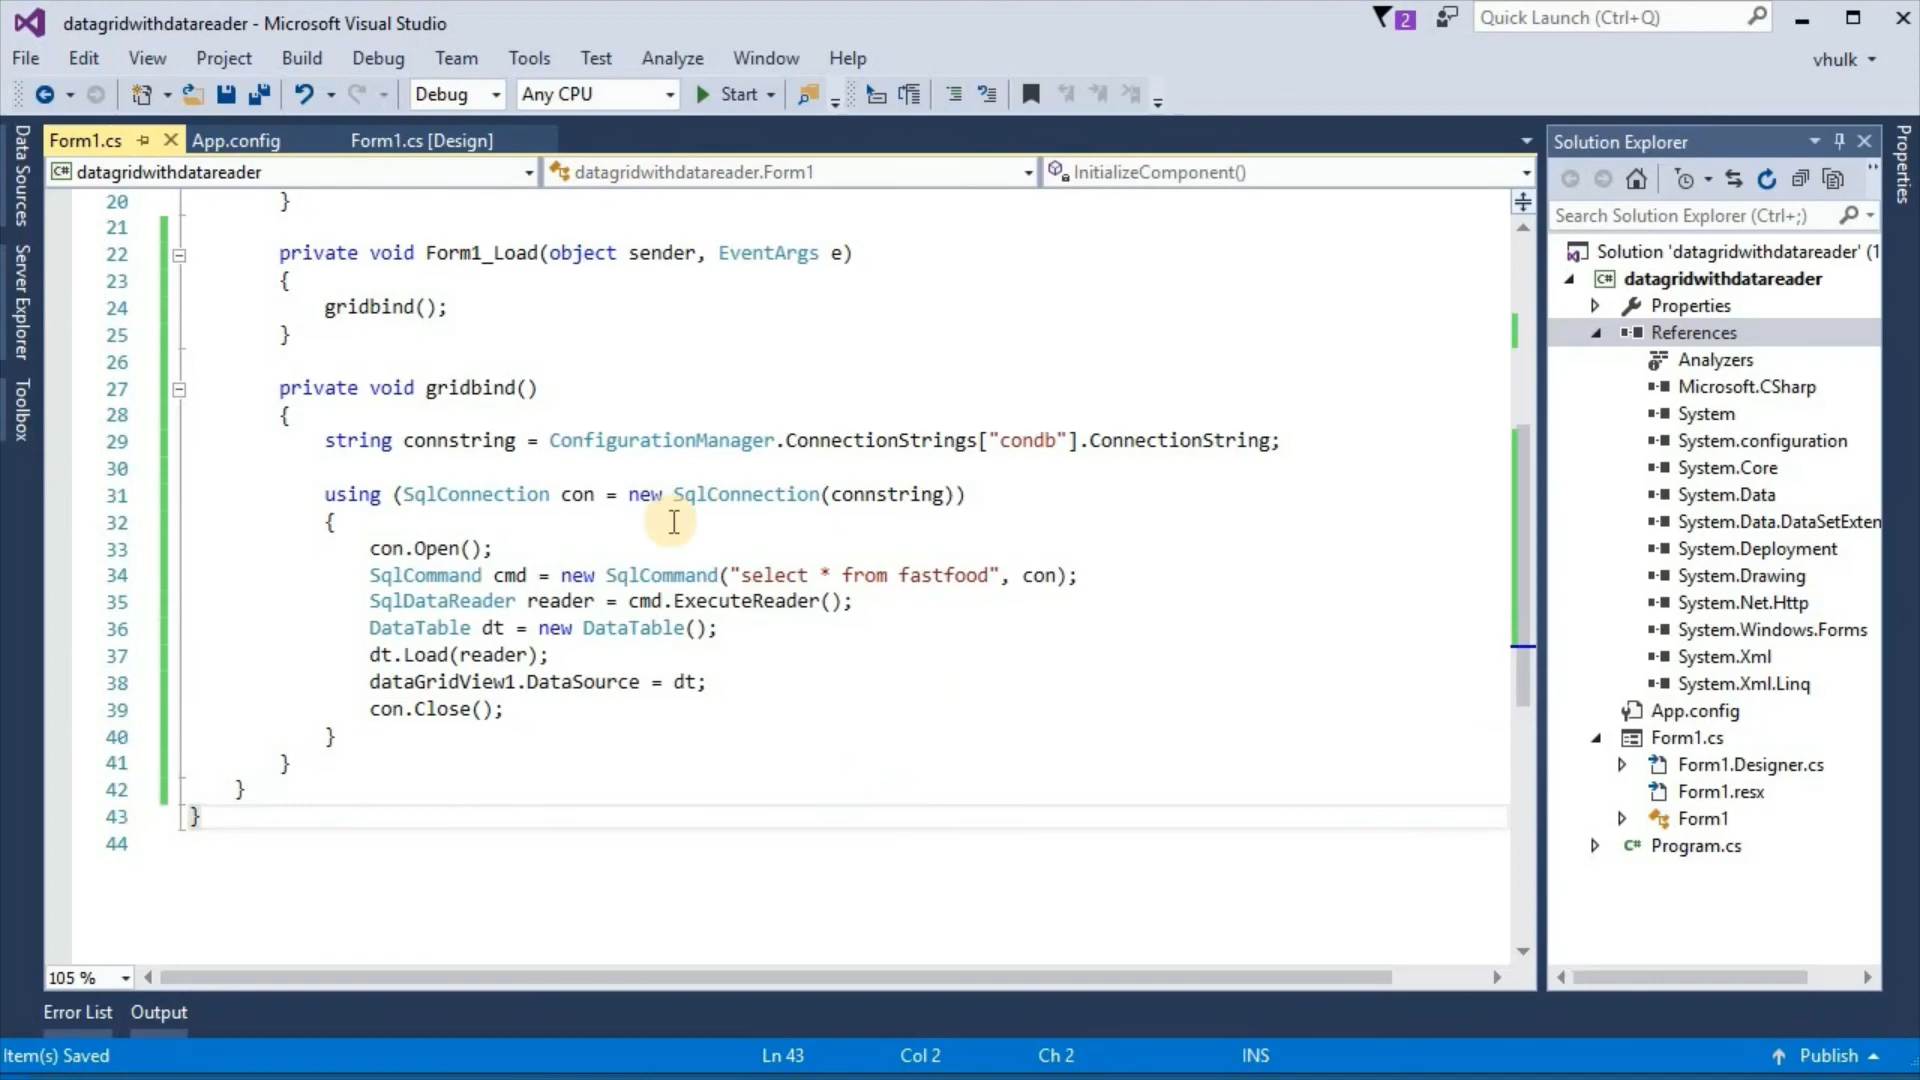 datagridwithdatareader - Microsoft Visual Studio
2
Quick Launch (Ctrl+Q)
File Edit View Project Build Debug Team Tools Test Analyze Window Help
vhulk
Debug Any CPU Start
Data Sources
Server Explorer
Toolbox
Form1.cs App.config Form1.cs [Design]
datagridwithdatareader datagridwithdatareader.Form1 InitializeComponent()
20 }
21
22 private void Form1_Load(object sender, EventArgs e)
23 {
24 gridbind();
25 }
26
27 private void gridbind()
28 {
29 string connstring = ConfigurationManager.ConnectionStrings["condb"].ConnectionString;
30
31 using (SqlConnection con = new SqlConnection(connstring))
32 {
33 con.Open();
34 SqlCommand cmd = new SqlCommand("select * from fastfood", con);
35 SqlDataReader reader = cmd.ExecuteReader();
36 DataTable dt = new DataTable();
37 dt.Load(reader);
38 dataGridView1.DataSource = dt;
39 con.Close();
40 }
41 }
42 }
43 }
44
105 %
Solution Explorer
Search Solution Explorer (Ctrl+;)
Solution 'datagridwithdatareader' (1
C# datagridwithdatareader
Properties
References
Analyzers
Microsoft.CSharp
System
System.configuration
System.Core
System.Data
System.Data.DataSetExten
System.Deployment
System.Drawing
System.Net.Http
System.Windows.Forms
System.Xml
System.Xml.Linq
App.config
Form1.cs
Form1.Designer.cs
Form1.resx
Form1
C# Program.cs
Properties
Error List Output
Item(s) Saved Ln 43 Col 2 Ch 2 INS Publish